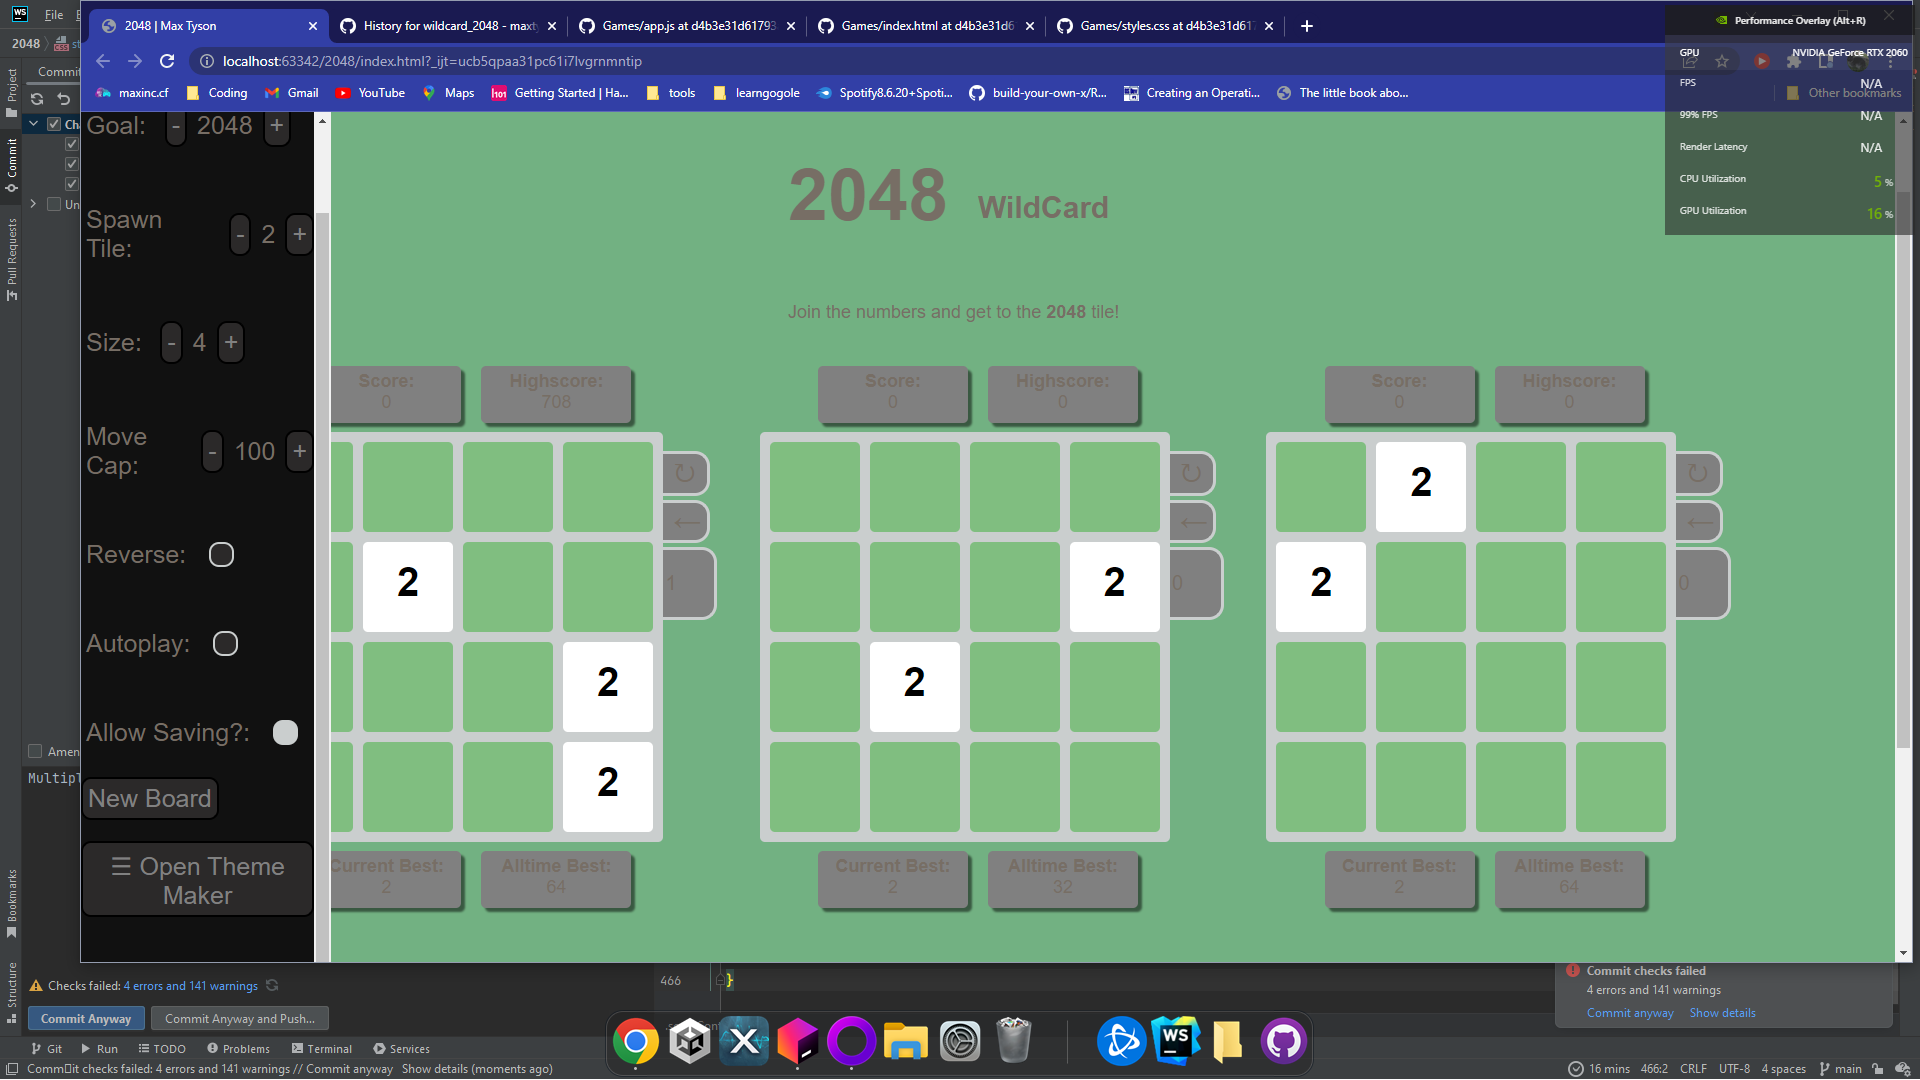 File
2048 | Max Tyson
History for wildcard_2048 - maxty
Games/app.js at d4b3e31d61793
Games/index.html at d4b3e31d6
Games/styles.css at d4b3e31d617
Performance Overlay (Alt+R)
2048
localhost:63342/2048/index.html?_ijt=ucb5qpaa31pc61i7lvgrnmntip
GPU
NVIDIA GeForce RTX 2060
FPS
N/A
99% FPS
N/A
Render Latency
N/A
CPU Utilization
5 %
GPU Utilization
16 %
maxinc.cf
Coding
Gmail
YouTube
Maps
Getting Started | Ha...
tools
learngogole
Spotify8.6.20+Spoti...
build-your-own-x/R...
Creating an Operati...
The little book abo...
Other bookmarks
Project
Commit
Pull Requests
Bookmarks
Structure
Commit
Goal: - 2048 +
Spawn
Tile: - 2 +
Size: - 4 +
Move
Cap: - 100 +
Reverse:
Autoplay:
Allow Saving?:
New Board
☰ Open Theme
Maker
2048 WildCard
Join the numbers and get to the 2048 tile!
Score:
0
Highscore:
708
Score:
0
Highscore:
0
Score:
0
Highscore:
0
2
2
2
↻
←
1
2
2
↻
←
0
2
2
↻
←
0
Current Best:
2
Alltime Best:
64
Current Best:
2
Alltime Best:
32
Current Best:
2
Alltime Best:
64
Amen
Multipl
Checks failed: 4 errors and 141 warnings
Commit Anyway
Commit Anyway and Push...
466
}
Commit checks failed
4 errors and 141 warnings
Commit anyway
Show details
Git
Run
TODO
Problems
Terminal
Services
Commit checks failed: 4 errors and 141 warnings // Commit anyway Show details (moments ago)
16 mins
466:2
CRLF
UTF-8
4 spaces
main